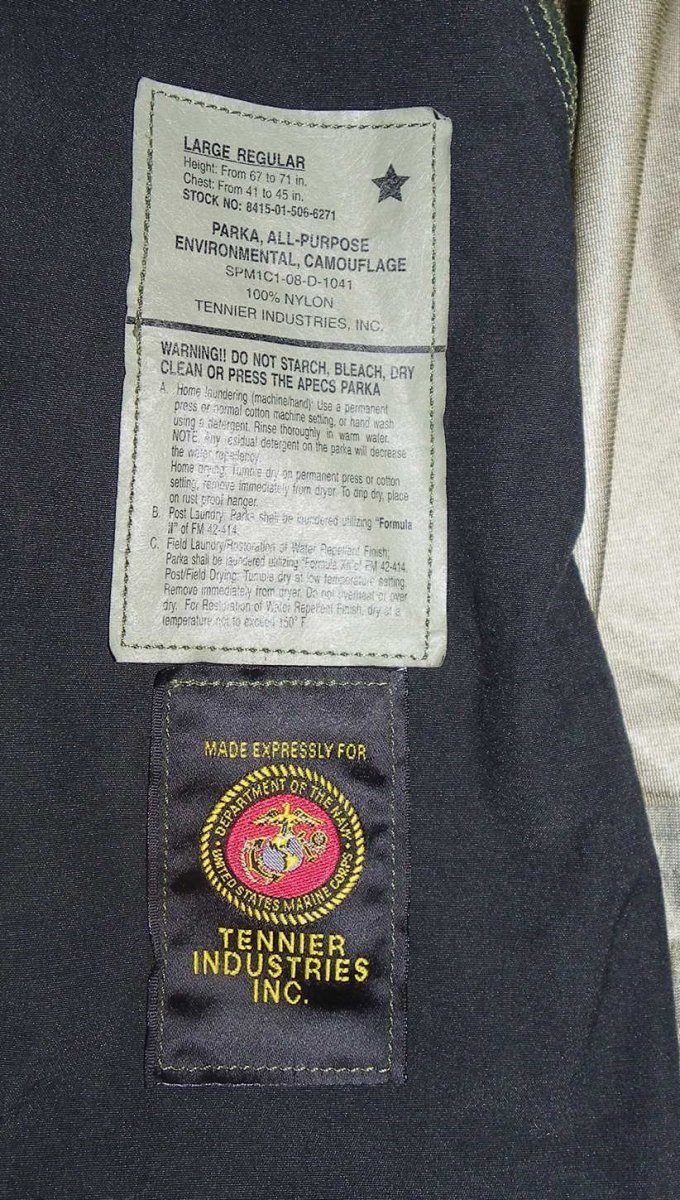 LARGE REGULAR
Height: From 67 to 71 in.
Chest: From 41 to 45 in.
STOCK NO: 8415-01-506-6271
PARKA, ALL-PURPOSE
ENVIRONMENTAL, CAMOUFLAGE
SPM1C1-08-D-1041
100% NYLON
TENNIER INDUSTRIES, INC.
WARNING!! DO NOT STARCH, BLEACH, DRY
CLEAN OR PRESS THE APECS PARKA
A. Home laundering (machine/hand): Use a permanent
press or normal cotton machine setting, or hand wash
using a detergent. Rinse thoroughly in warm water.
NOTE: Any residual detergent on the parka will decrease
the water repellency.
Home drying: Tumble dry on permanent press or cotton
setting, remove immediately from dryer. To drip dry, place
on rust proof hanger.
B. Post Laundry: Parka shall be laundered utilizing "Formula
II" of FM 42-414.
C. Field Laundry/Restoration of Water Repellent Finish:
Parka shall be laundered utilizing "Formula of FM 42-414.
Post/Field Drying: Tumble dry at low temperature setting.
Remove immediately from dryer. Do not overheat or over
dry. For Restoration of Water Repellent Finish, dry at a
temperature not to exceed 150° F.
MADE EXPRESSLY FOR
DEPARTMENT OF THE NAVY
UNITED STATES MARINE CORPS
TENNIER
INDUSTRIES
INC.